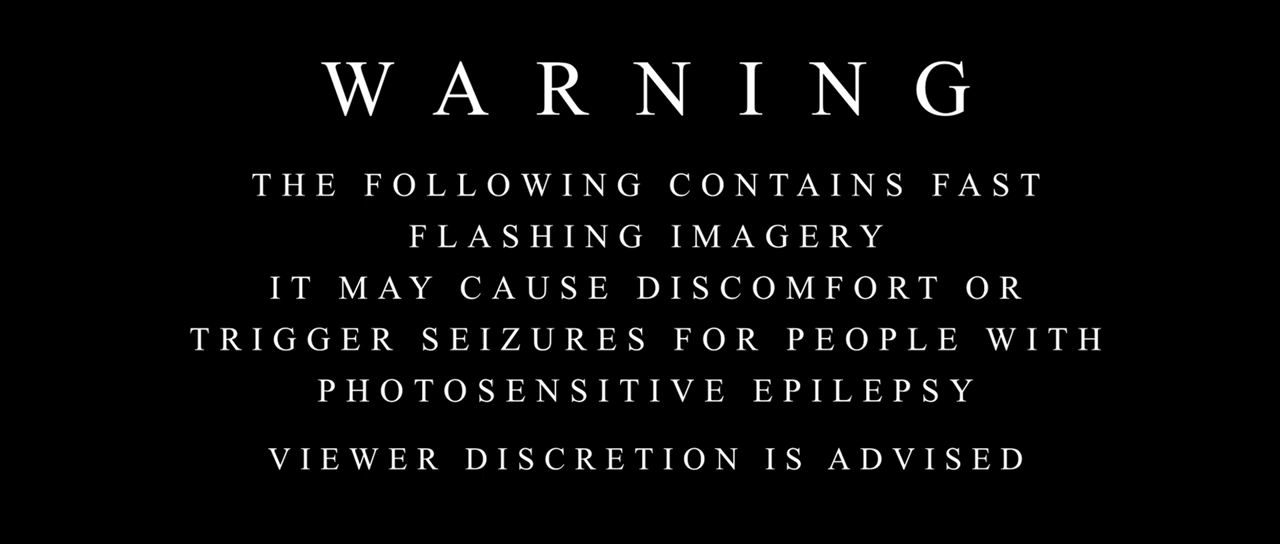 WARNING
THE FOLLOWING CONTAINS FAST
FLASHING IMAGERY
IT MAY CAUSE DISCOMFORT OR
TRIGGER SEIZURES FOR PEOPLE WITH
PHOTOSENSITIVE EPILEPSY
VIEWER DISCRETION IS ADVISED